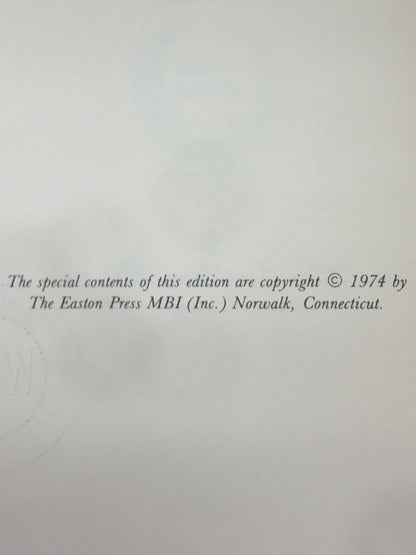 The special contents of this edition are copyright © 1974 by
The Easton Press MBI (Inc.) Norwalk, Connecticut.